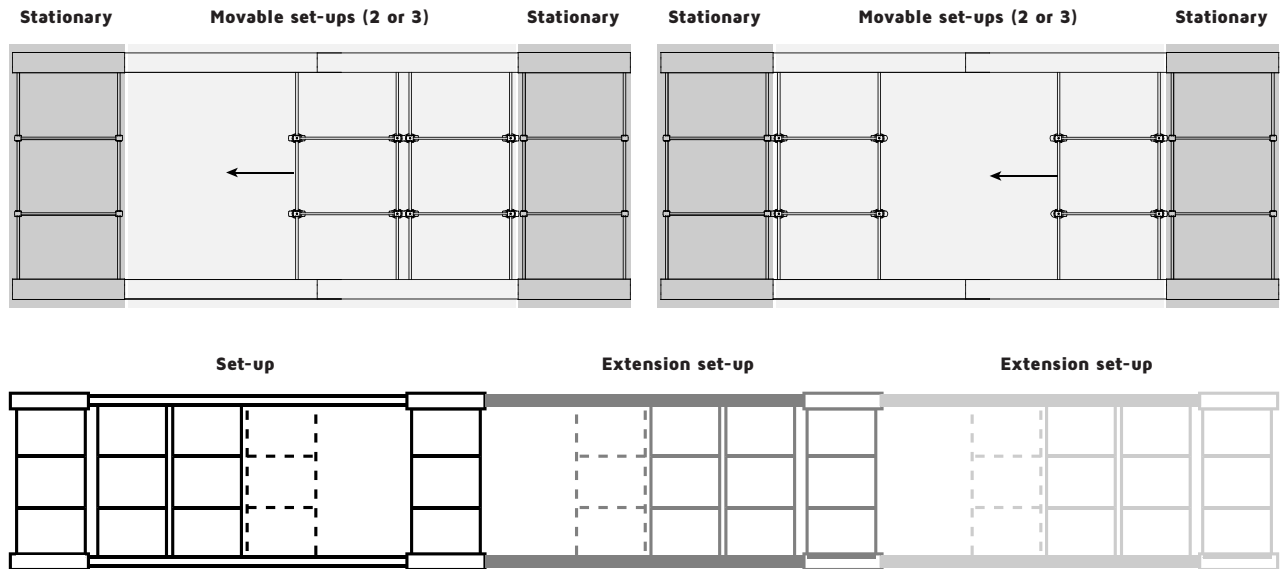 Stationary Movable set-ups (2 or 3) Stationary Stationary Movable set-ups (2 or 3) Stationary
Set-up Extension set-up Extension set-up